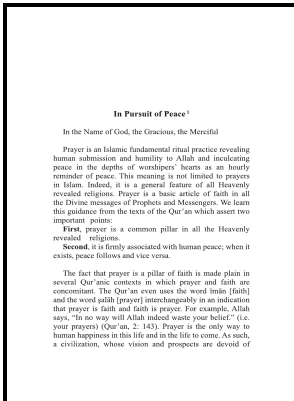 In Pursuit of Peace ¹
In the Name of God, the Gracious, the Merciful
Prayer is an Islamic fundamental ritual practice revealing
human submission and humility to Allah and inculcating
peace in the depths of worshipers’ hearts as an hourly
reminder of peace. This meaning is not limited to prayers
in Islam. Indeed, it is a general feature of all Heavenly
revealed religions. Prayer is a basic article of faith in all
the Divine messages of Prophets and Messengers. We learn
this guidance from the texts of the Qur’an which assert two
important points:
First, prayer is a common pillar in all the Heavenly
revealed religions.
Second, it is firmly associated with human peace; when it
exists, peace follows and vice versa.
The fact that prayer is a pillar of faith is made plain in
several Qur’anic contexts in which prayer and faith are
concomitant. The Qur’an even uses the word imān [faith]
and the word ṣalāh [prayer] interchangeably in an indication
that prayer is faith and faith is prayer. For example, Allah
says, “In no way will Allah indeed waste your belief.” (i.e.
your prayers) (Qur’an, 2: 143). Prayer is the only way to
human happiness in this life and in the life to come. As such,
a civilization, whose vision and prospects are devoid of